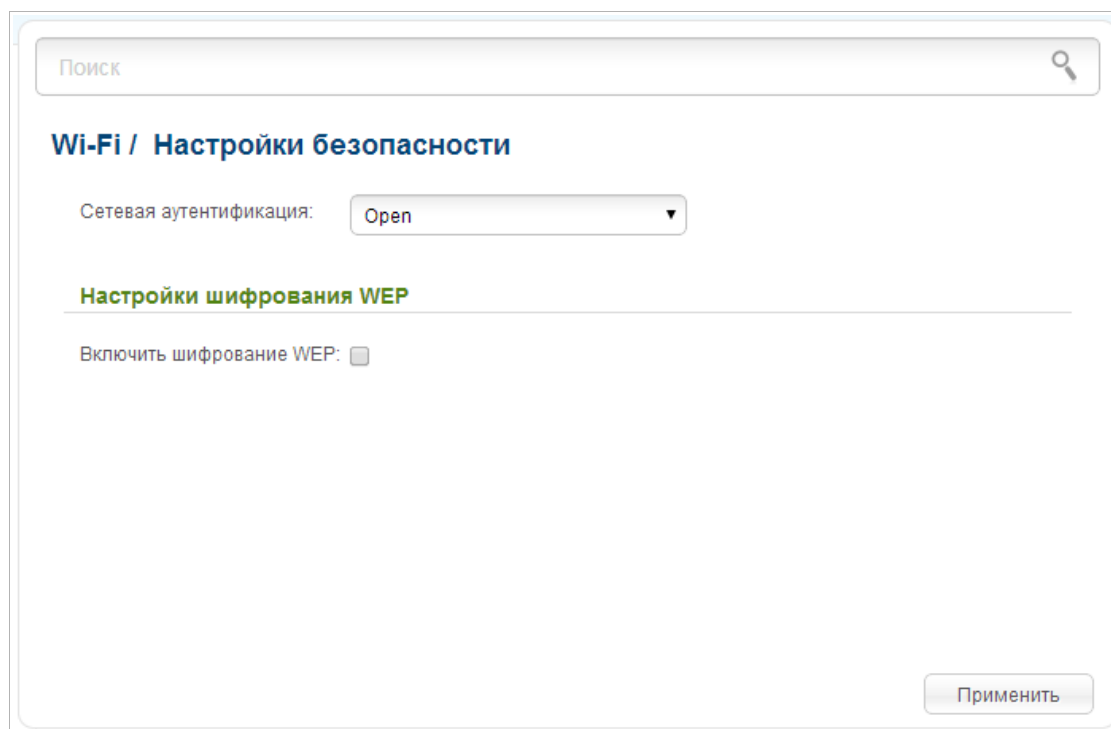 Поиск
Wi-Fi / Настройки безопасности
Сетевая аутентификация: Open
Настройки шифрования WEP
Включить шифрование WEP:
Применить